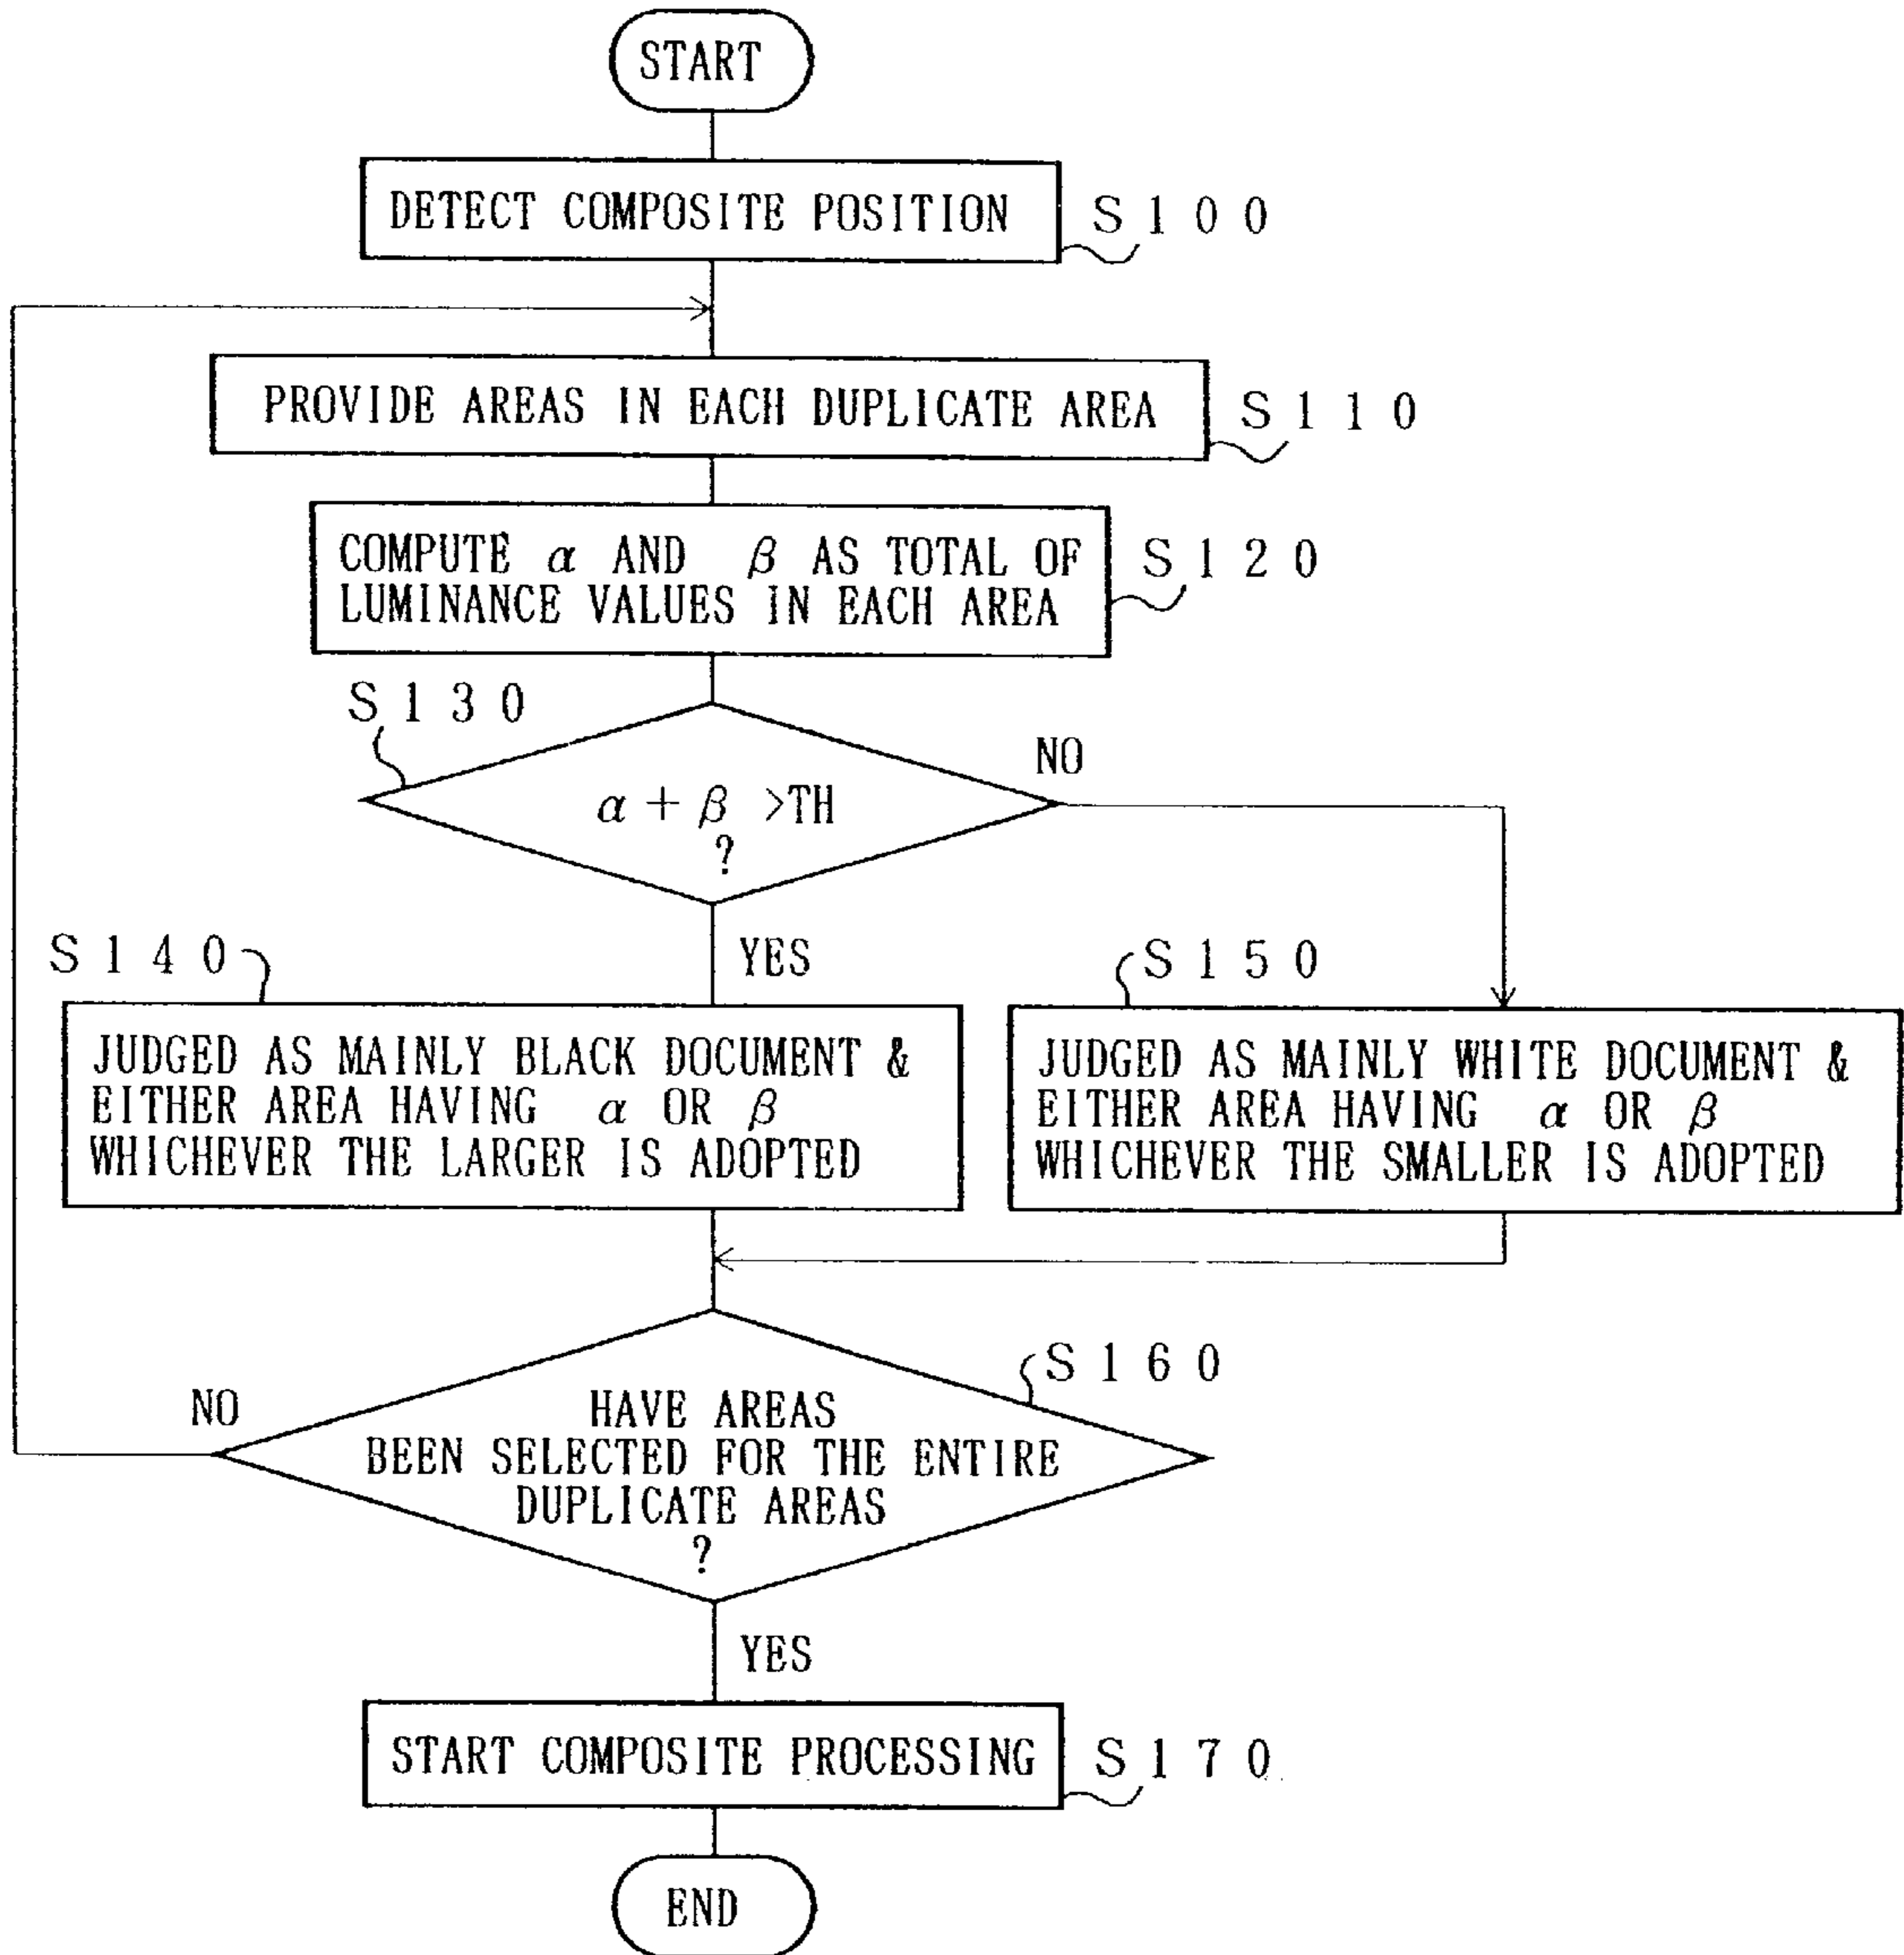 START
DETECT COMPOSITE POSITION
S100
PROVIDE AREAS IN EACH DUPLICATE AREA
S110
COMPUTE α AND β AS TOTAL OF
LUMINANCE VALUES IN EACH AREA
S120
S130
α + β >TH
?
NO
YES
S140
JUDGED AS MAINLY BLACK DOCUMENT &
EITHER AREA HAVING α OR β
WHICHEVER THE LARGER IS ADOPTED
S150
JUDGED AS MAINLY WHITE DOCUMENT &
EITHER AREA HAVING α OR β
WHICHEVER THE SMALLER IS ADOPTED
S160
NO
HAVE AREAS
BEEN SELECTED FOR THE ENTIRE
DUPLICATE AREAS
?
YES
START COMPOSITE PROCESSING
S170
END